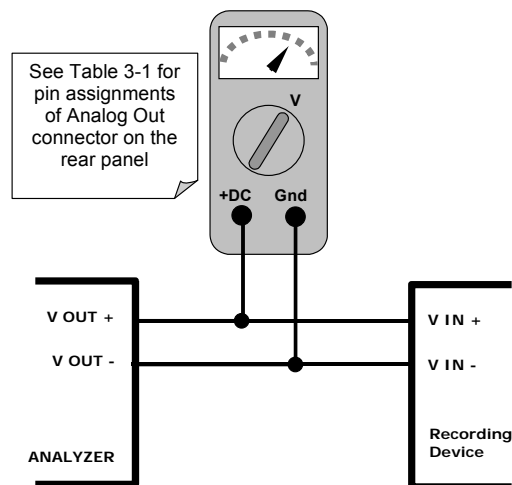 See Table 3-1 for
pin assignments
of Analog Out
connector on the
rear panel
V
+DC Gnd
V OUT +
V OUT -
ANALYZER
V IN +
V IN -
Recording
Device